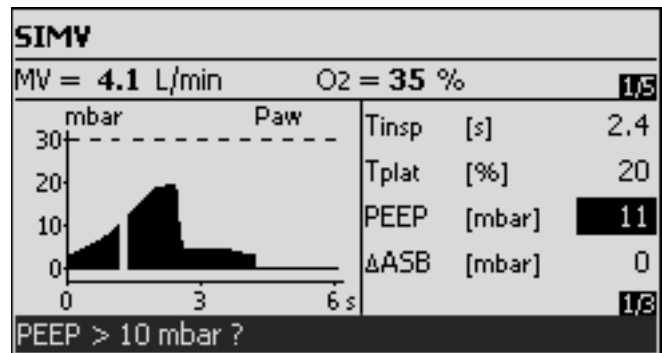 SIMV
MV = 4.1 L/min O2 = 35 %
1/5
mbar Paw
30
20
10
0
0 3 6 s
Tinsp [s] 2.4
Tplat [%] 20
PEEP [mbar] 11
ΔASB [mbar] 0
1/3
PEEP > 10 mbar ?